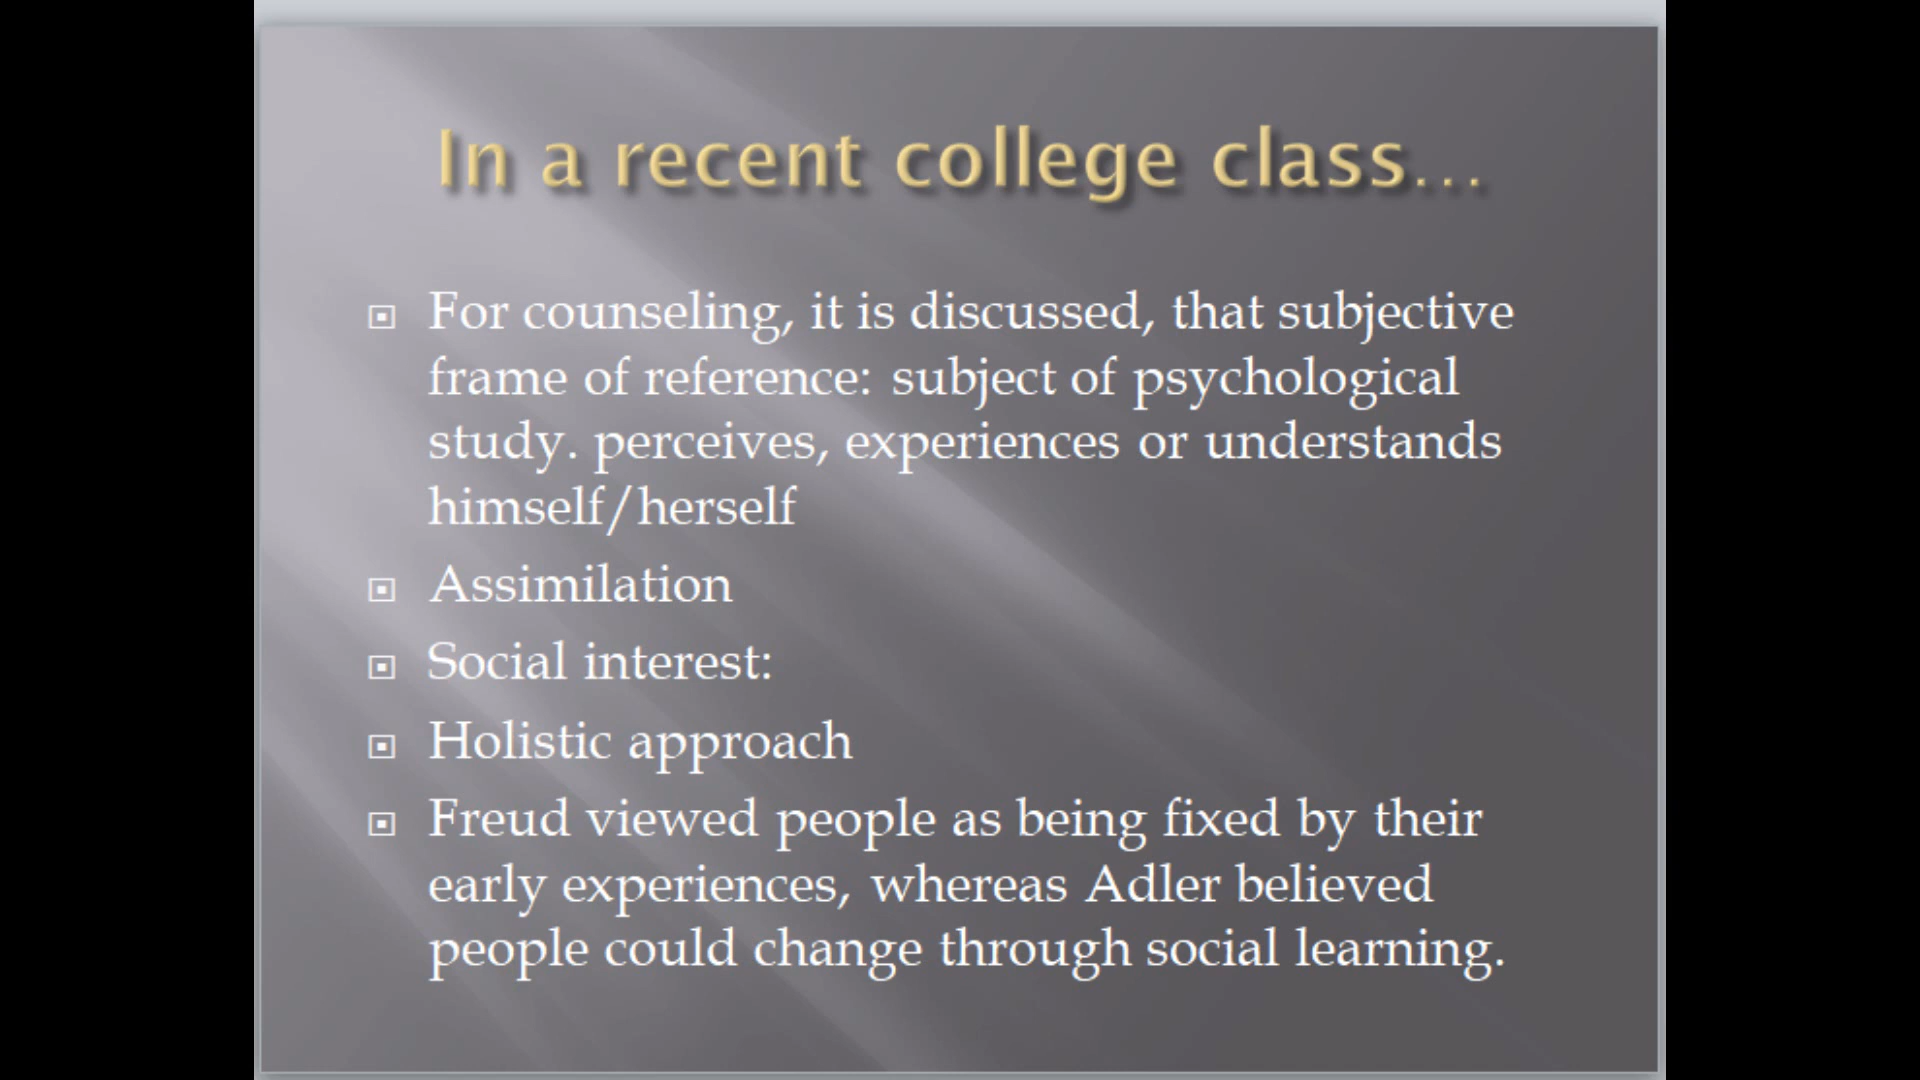 In a recent college class…
For counseling, it is discussed, that subjective
frame of reference: subject of psychological
study. perceives, experiences or understands
himself/herself
Assimilation
Social interest:
Holistic approach
Freud viewed people as being fixed by their
early experiences, whereas Adler believed
people could change through social learning.